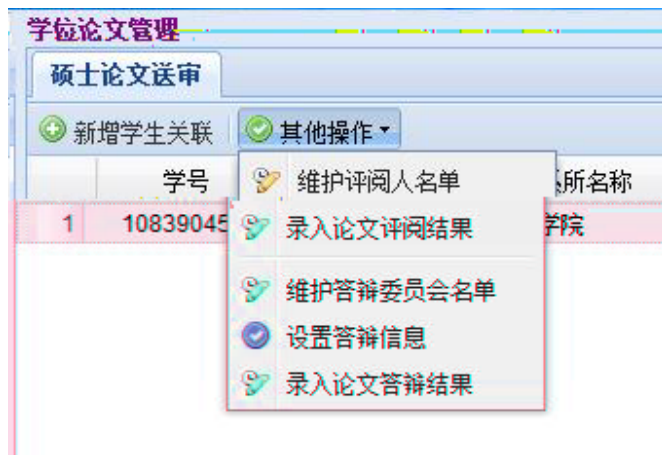 学位论文管理
硕士论文送审
新增学生关联 其他操作
学号 所名称
维护评阅人名单
1 10839045 学院
录入论文评阅结果
维护答辩委员会名单
设置答辩信息
录入论文答辩结果